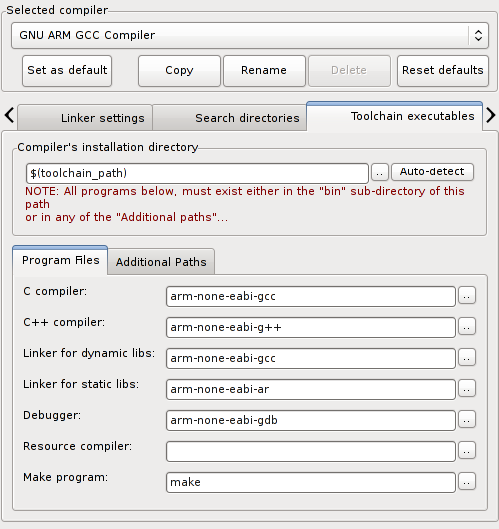 Selected compiler
GNU ARM GCC Compiler
Set as default Copy Rename Delete Reset defaults
Linker settings Search directories Toolchain executables
Compiler's installation directory
$(toolchain_path) .. Auto-detect
NOTE: All programs below, must exist either in the "bin" sub-directory of this
path
or in any of the "Additional paths"...
Program Files Additional Paths
C compiler: arm-none-eabi-gcc ..
C++ compiler: arm-none-eabi-g++ ..
Linker for dynamic libs: arm-none-eabi-gcc ..
Linker for static libs: arm-none-eabi-ar ..
Debugger: arm-none-eabi-gdb ..
Resource compiler: ..
Make program: make ..